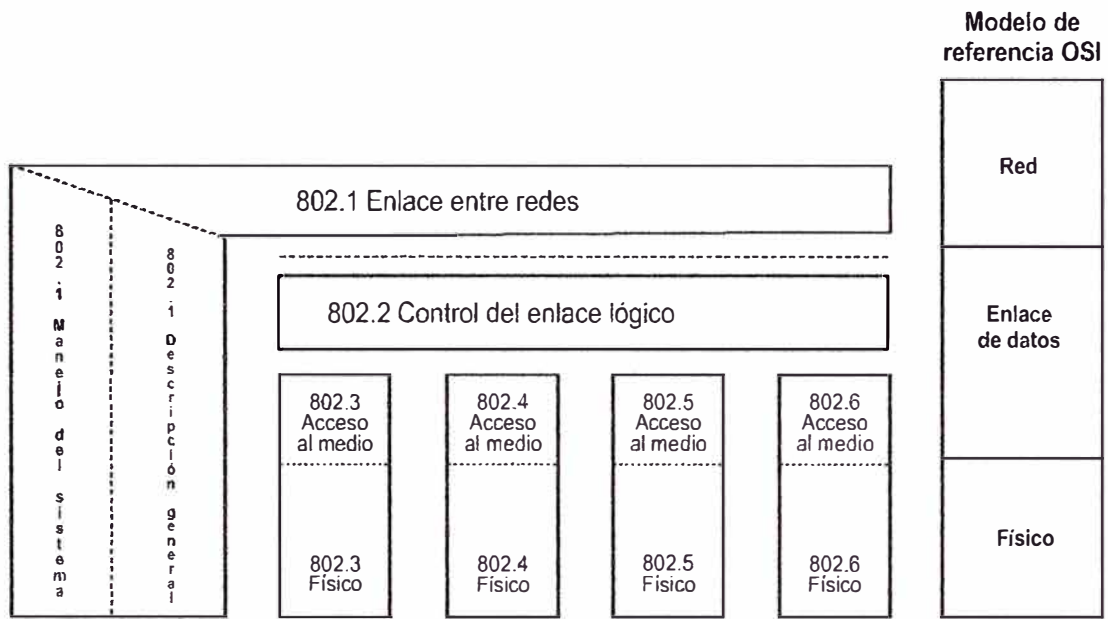 Modelo de
referencia OSI
Red
802.1 Enlace entre redes
802.1 Manejo del sistema
802.1 Descripción general
802.2 Control del enlace lógico
Enlace
de datos
802.3
Acceso
al medio
802.4
Acceso
al medio
802.5
Acceso
al medio
802.6
Acceso
al medio
802.3
Físico
802.4
Físico
802.5
Físico
802.6
Físico
Físico